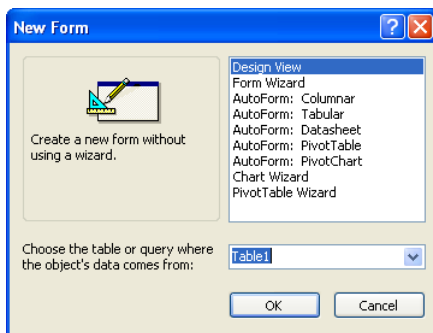 New Form
Create a new form without
using a wizard.
Design View
Form Wizard
AutoForm: Columnar
AutoForm: Tabular
AutoForm: Datasheet
AutoForm: PivotTable
AutoForm: PivotChart
Chart Wizard
PivotTable Wizard
Choose the table or query where
the object's data comes from:
Table1
OK
Cancel